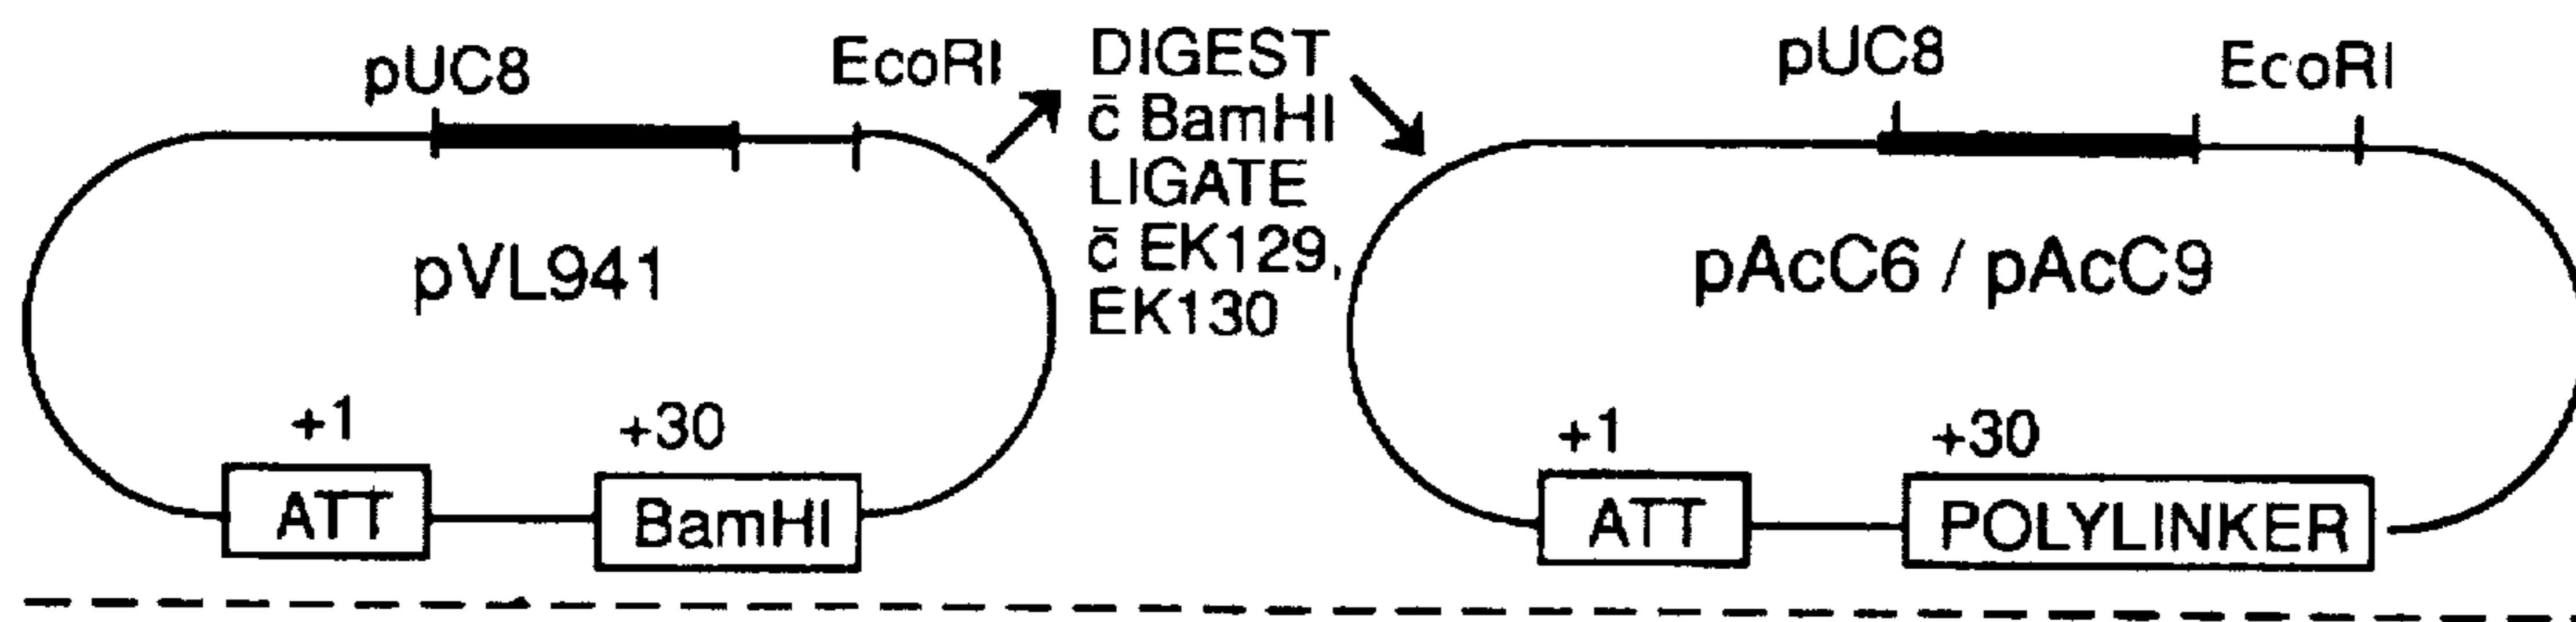 pUC8
EcoRI
pVL941
+1
+30
ATT
BamHI
DIGEST
c̄ BamHI
LIGATE
c̄ EK129,
EK130
pUC8
EcoRI
pAcC6 / pAcC9
+1
+30
ATT
POLYLINKER